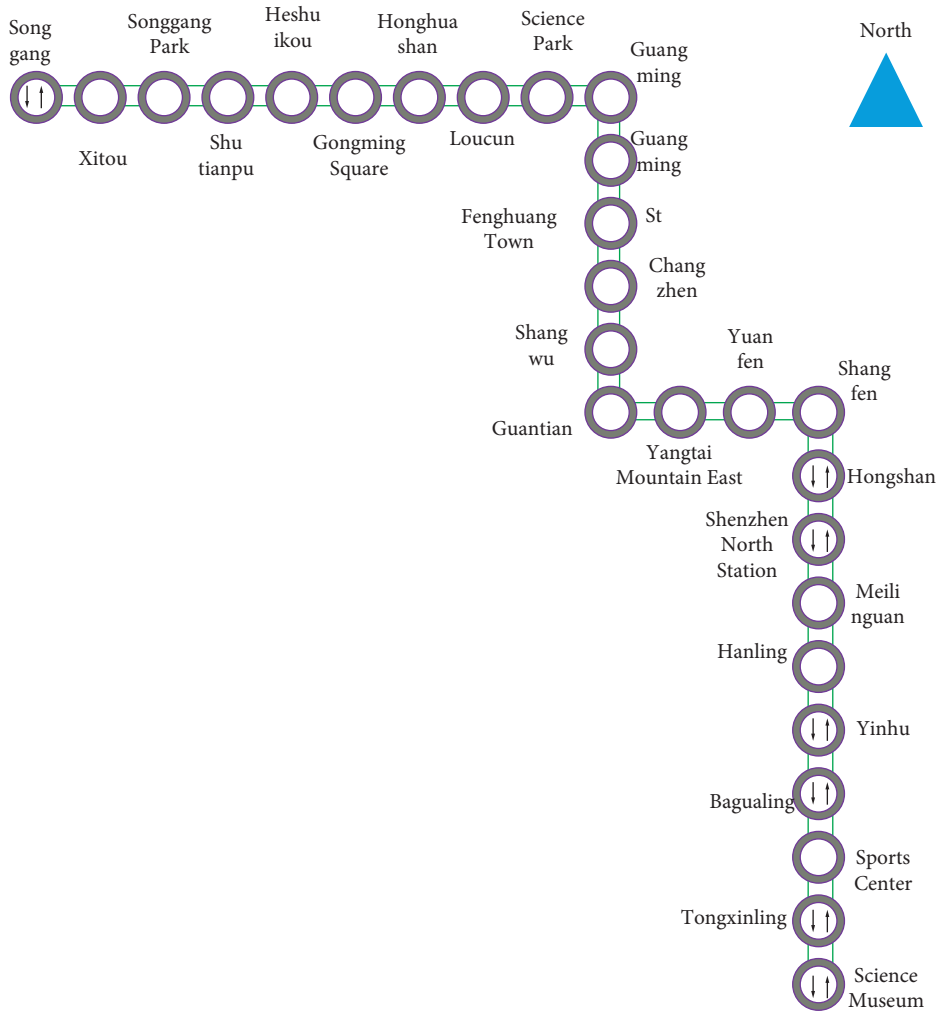 Song
gang
Songgang
Park
Heshu
ikou
Honghua
shan
Science
Park
Guang
ming
North
Xitou
Shu
tianpu
Gongming
Square
Loucun
Guang
ming
St
Fenghuang
Town
Chang
zhen
Shang
wu
Yuan
fen
Shang
fen
Guantian
Yangtai
Mountain East
Hongshan
Shenzhen
North
Station
Meili
nguan
Hanling
Yinhu
Bagualing
Sports
Center
Tongxinling
Science
Museum